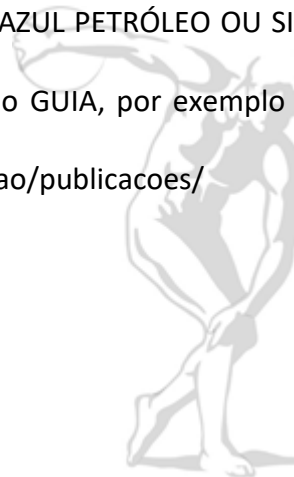 AZUL PETRÓLEO OU SI
o GUIA, por exemplo
ao/publicacoes/